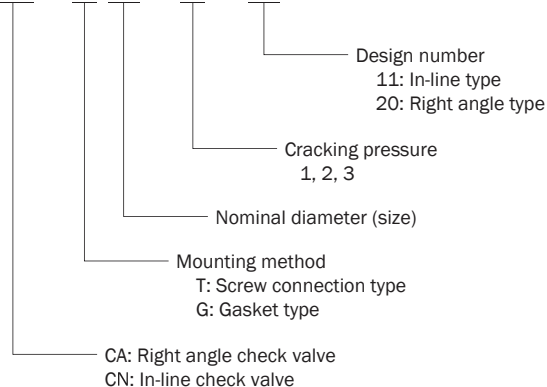 Design number
11: In-line type
20: Right angle type
Cracking pressure
1, 2, 3
Nominal diameter (size)
Mounting method
T: Screw connection type
G: Gasket type
CA: Right angle check valve
CN: In-line check valve